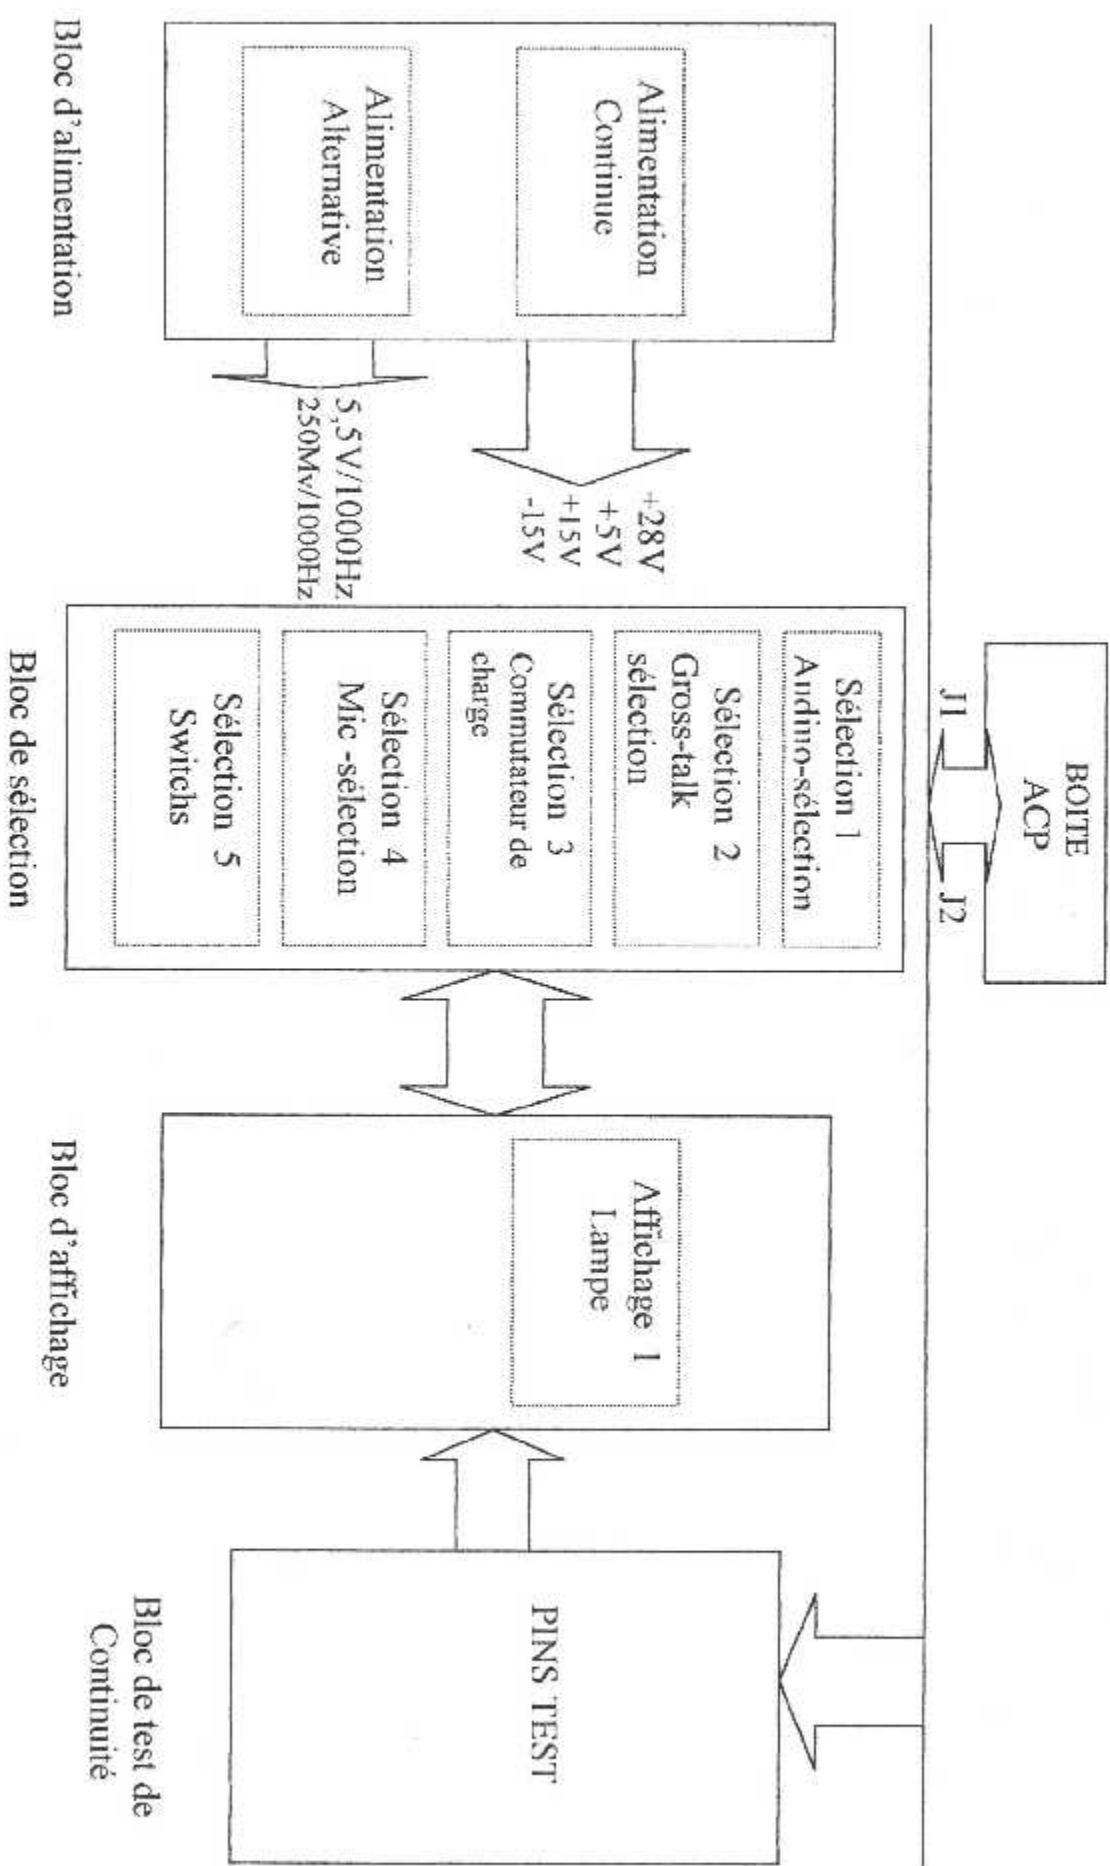 BOITE
ACP
J1
J2
Alimentation
Continue
Alimentation
Alternative
+28V
+5V
+15V
-15V
5,5V/1000Hz
250Mv/1000Hz
Sélection 1
Andino-sélection
Sélection 2
Gross-talk
sélection
Sélection 3
Commutateur de
charge
Sélection 4
Mic -sélection
Sélection 5
Switchs
Affichage 1
Lampe
PINS TEST
Bloc d'alimentation
Bloc de sélection
Bloc d'affichage
Bloc de test de
Continuité